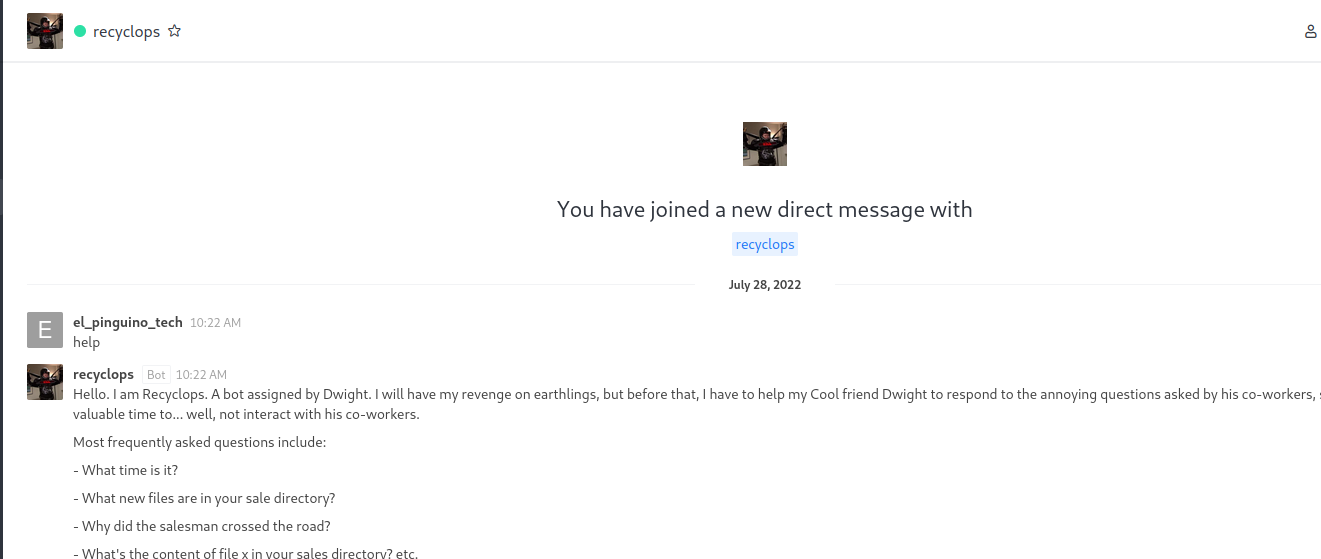 recyclops
You have joined a new direct message with
recyclops
July 28, 2022
E
el_pinguino_tech 10:22 AM
help
recyclops Bot 10:22 AM
Hello. I am Recyclops. A bot assigned by Dwight. I will have my revenge on earthlings, but before that, I have to help my Cool friend Dwight to respond to the annoying questions asked by his co-workers,
valuable time to... well, not interact with his co-workers.
Most frequently asked questions include:
- What time is it?
- What new files are in your sale directory?
- Why did the salesman crossed the road?
- What's the content of file x in your sales directory? etc.